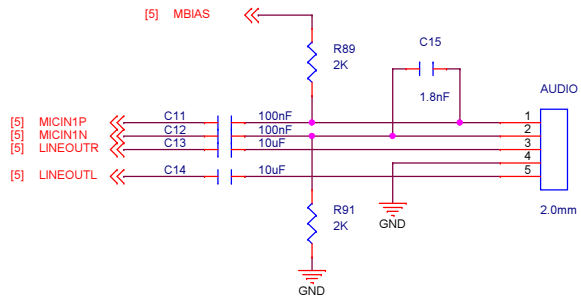 [5] MBIAS
R89
2K
C15
1.8nF
AUDIO
[5] MICIN1P C11 100nF 1
[5] MICIN1N C12 100nF 2
[5] LINEOUTR C13 10uF 3
4
[5] LINEOUTL C14 10uF 5
R91
2K
GND
2.0mm
GND